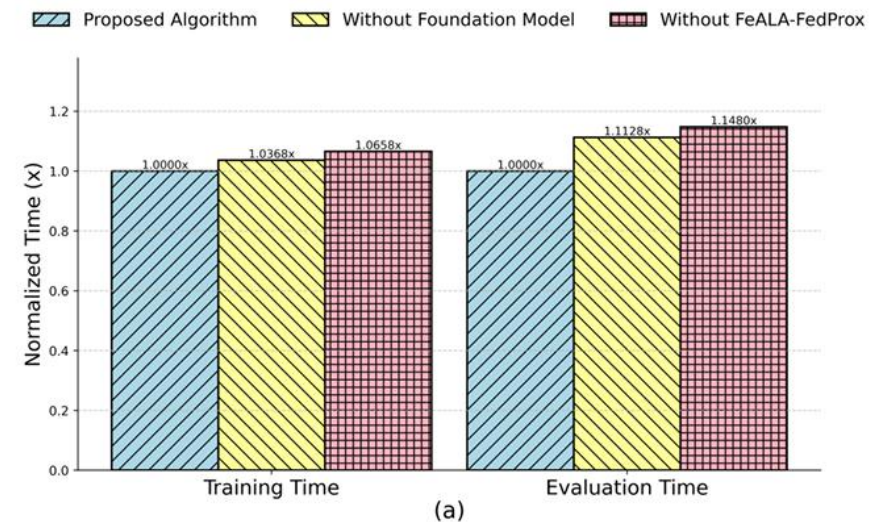 Proposed Algorithm Without Foundation Model Without FeALA-FedProx
Normalized Time (x)
1.2
1.0
0.8
0.6
0.4
0.2
0.0
1.0000x
1.0368x
1.0658x
1.0000x
1.1128x
1.1480x
Training Time Evaluation Time
(a)